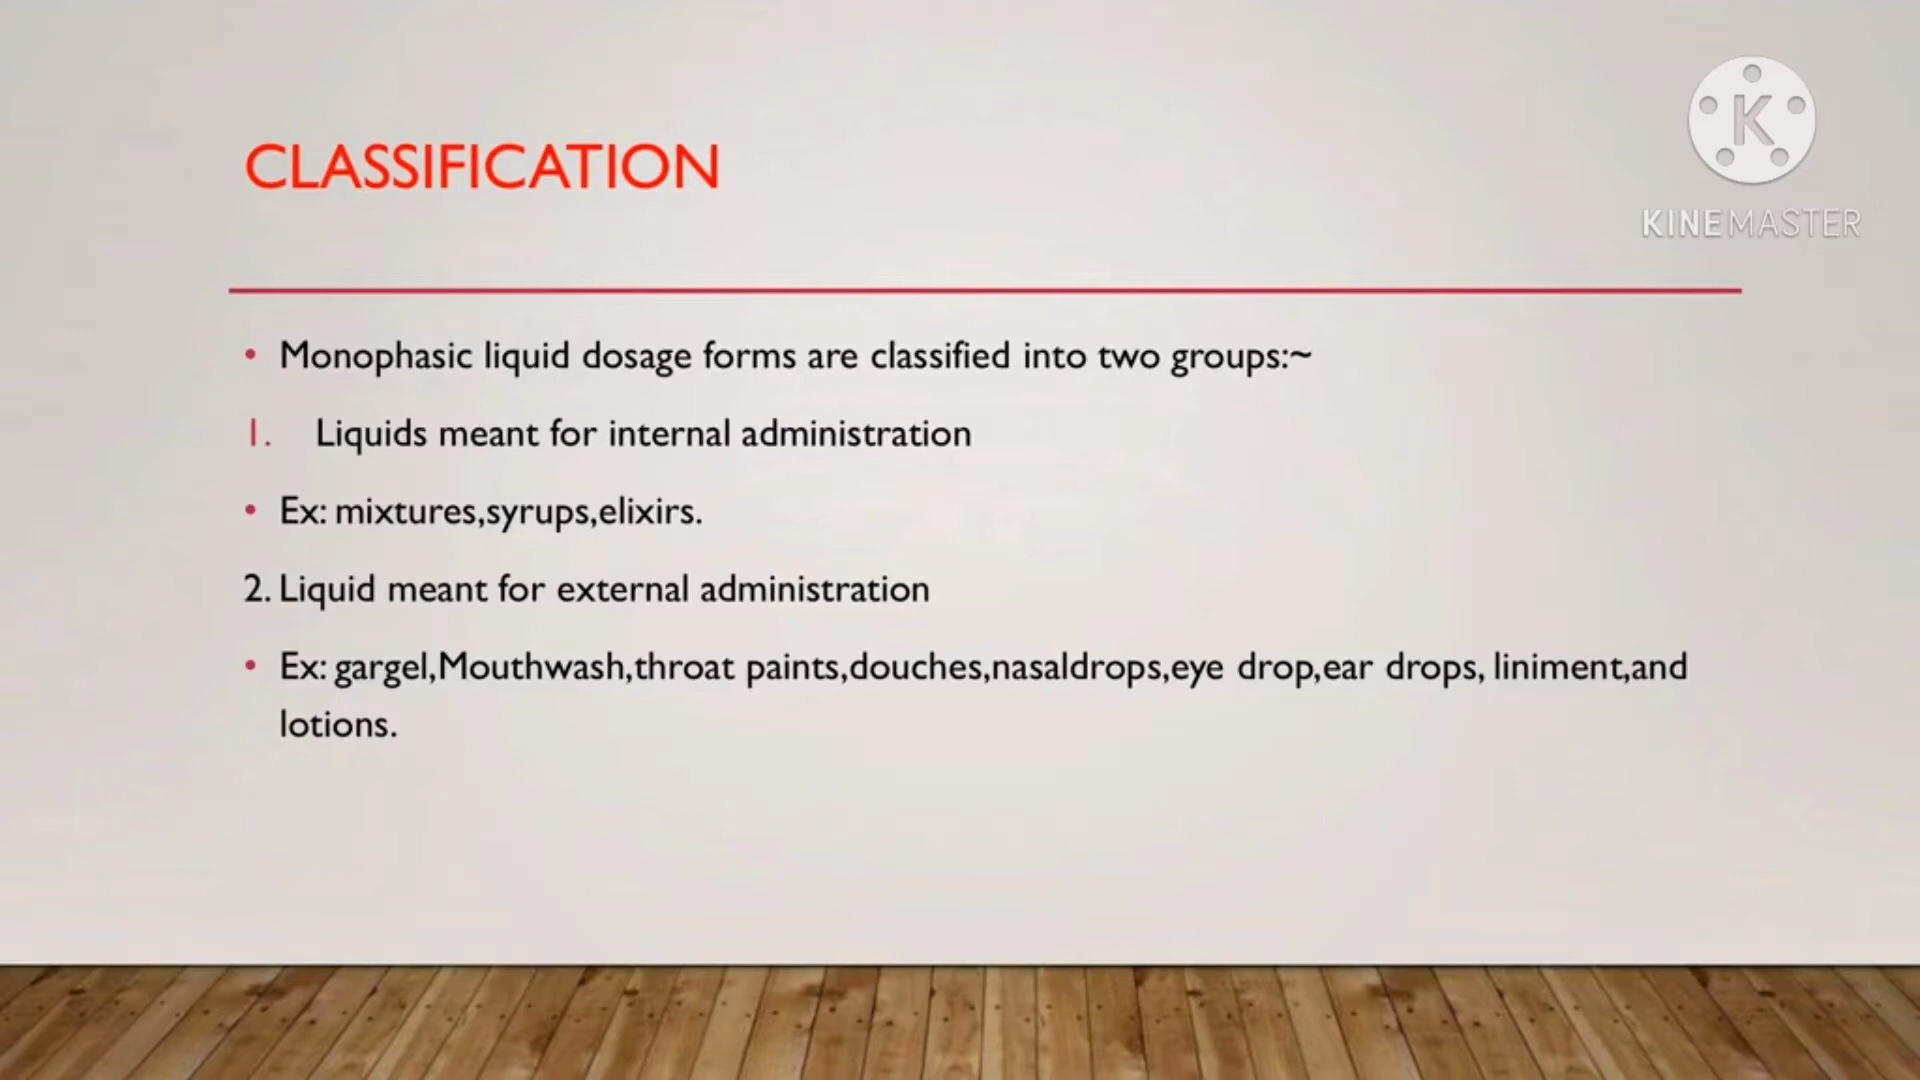 CLASSIFICATION
KINEMASTER
• Monophasic liquid dosage forms are classified into two groups:~
1. Liquids meant for internal administration
• Ex: mixtures,syrups,elixirs.
2. Liquid meant for external administration
• Ex: gargel,Mouthwash,throat paints,douches,nasaldrops,eye drop,ear drops, liniment,and
lotions.